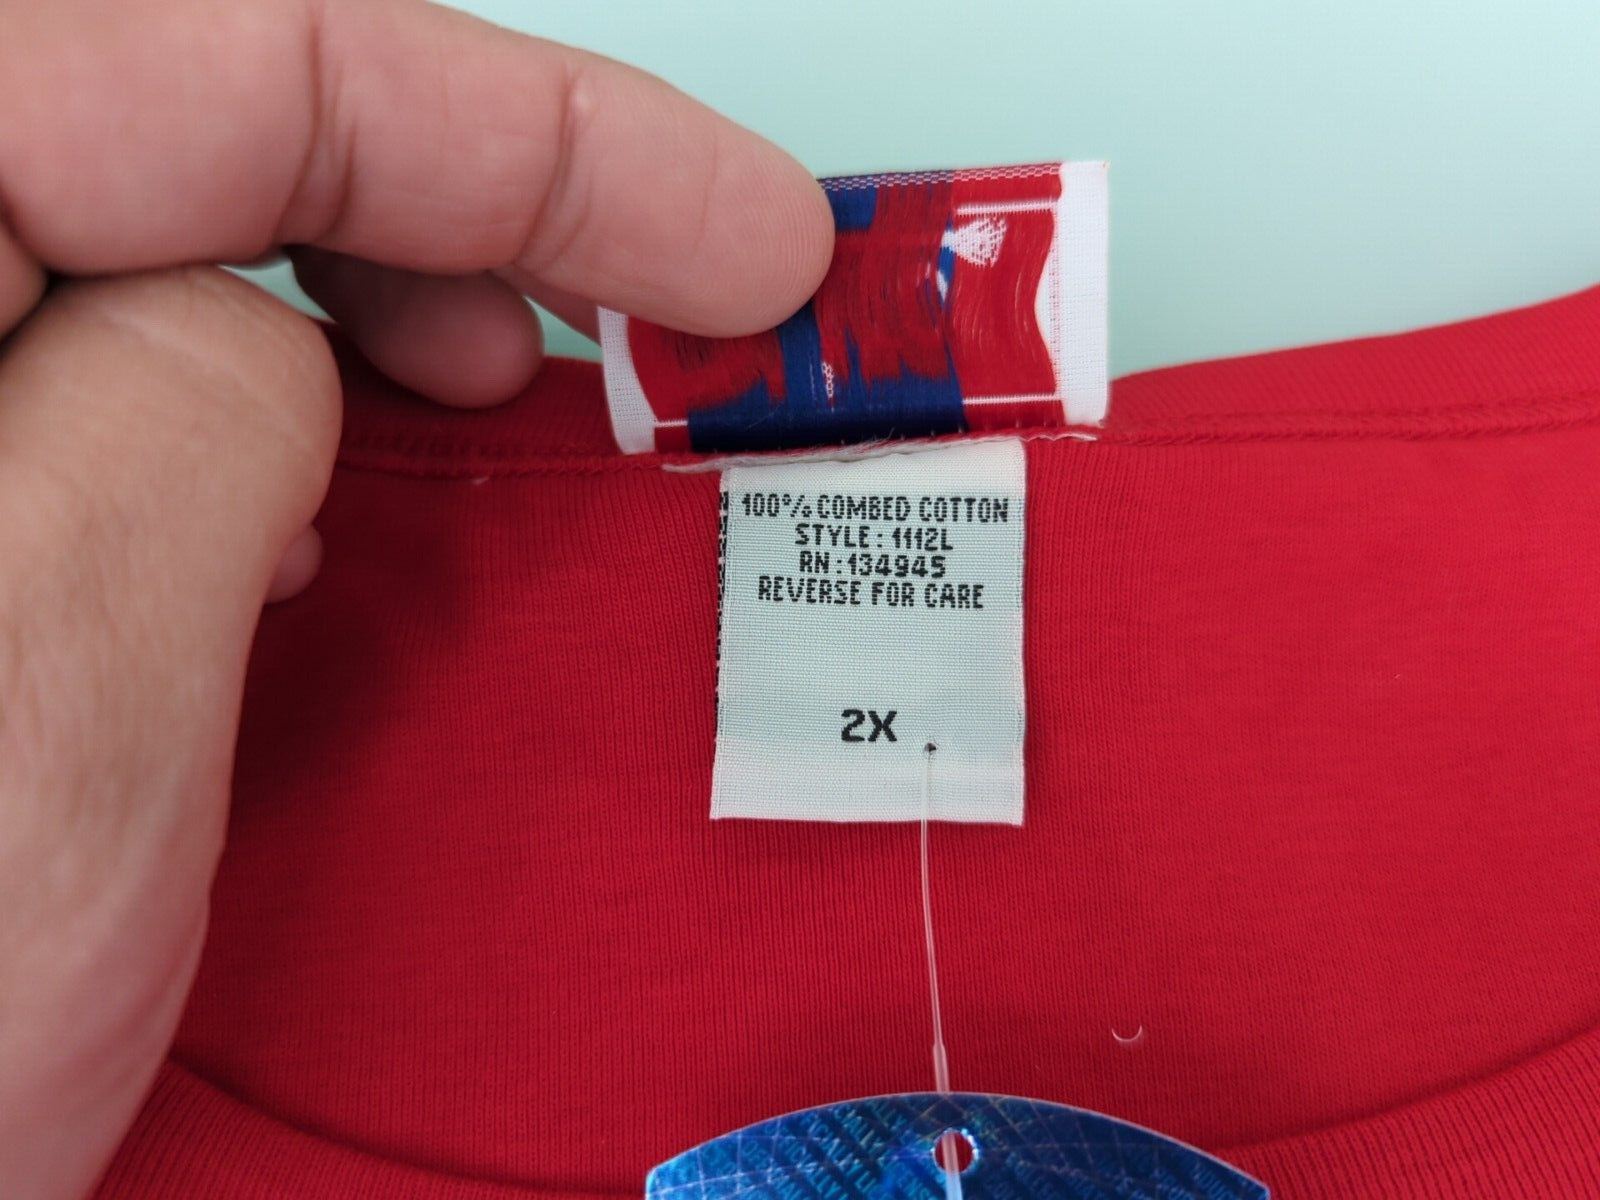 100% COMBED COTTON
STYLE: 1112L
RN:134945
REVERSE FOR CARE
2X